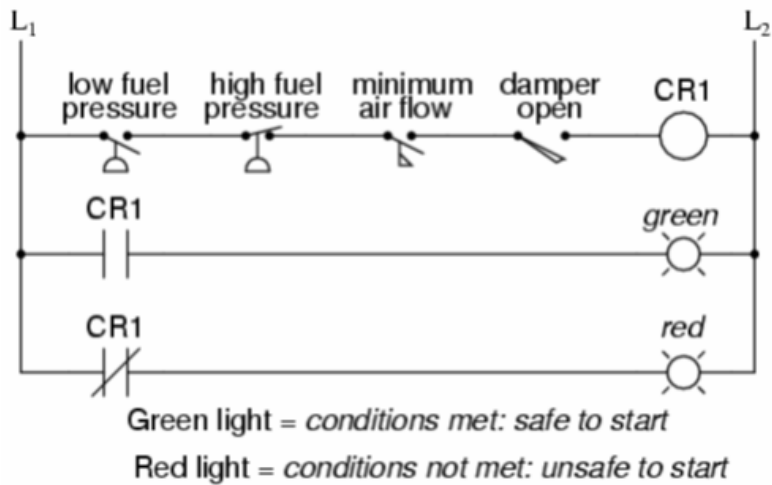 L1 L2
low fuel high fuel minimum damper CR1
pressure pressure air flow open
CR1 green
CR1 red
Green light = conditions met: safe to start
Red light = conditions not met: unsafe to start